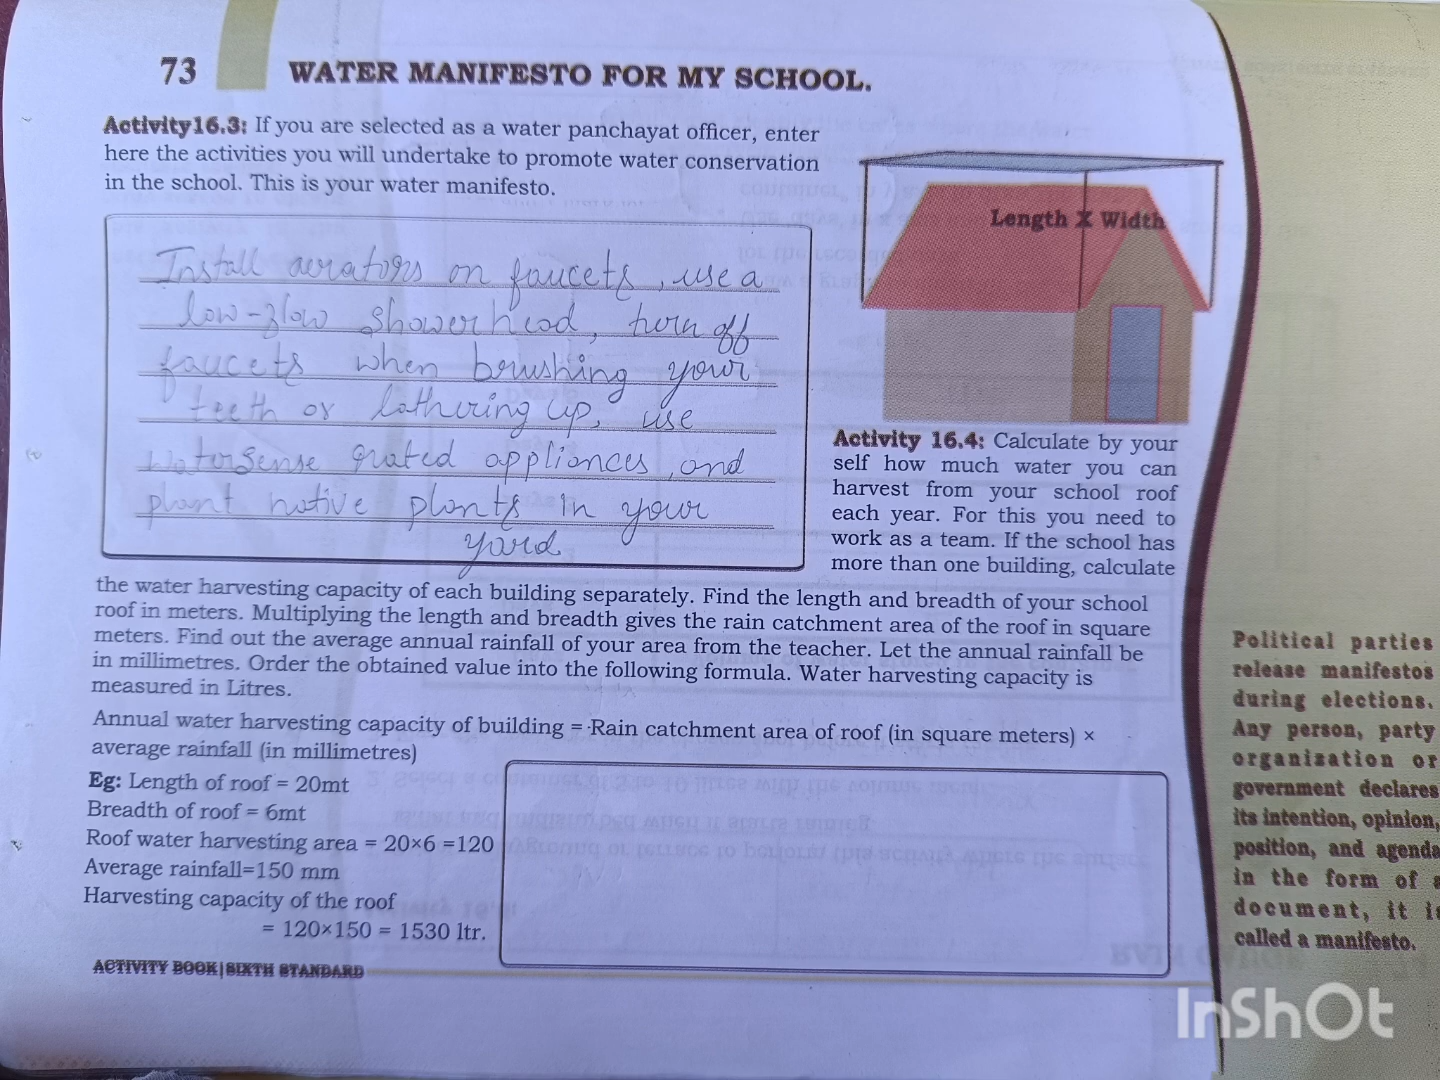 73 WATER MANIFESTO FOR MY SCHOOL.
Activity16.3: If you are selected as a water panchayat officer, enter
here the activities you will undertake to promote water conservation
in the school. This is your water manifesto.
Install aerators on faucets, use a
low-flow showerhead, turn off
faucets when brushing your
teeth or lathering up, use
WaterSense grated appliances, and
plant native plants in your
yard
Length X Width
Activity 16.4: Calculate by your
self how much water you can
harvest from your school roof
each year. For this you need to
work as a team. If the school has
more than one building, calculate
the water harvesting capacity of each building separately. Find the length and breadth of your school
roof in meters. Multiplying the length and breadth gives the rain catchment area of the roof in square
meters. Find out the average annual rainfall of your area from the teacher. Let the annual rainfall be
in millimetres. Order the obtained value into the following formula. Water harvesting capacity is
measured in Litres.
Annual water harvesting capacity of building = Rain catchment area of roof (in square meters) ×
average rainfall (in millimetres)
Eg: Length of roof = 20mt
Breadth of roof = 6mt
Roof water harvesting area = 20×6 =120
Average rainfall=150 mm
Harvesting capacity of the roof
= 120×150 = 1530 ltr.
ACTIVITY BOOK|SIXTH STANDARD
Political parties
release manifestos
during elections.
Any person, party
organization or
government declares
its intention, opinion,
position, and agenda
in the form of a
document, it is
called a manifesto.
InShOt